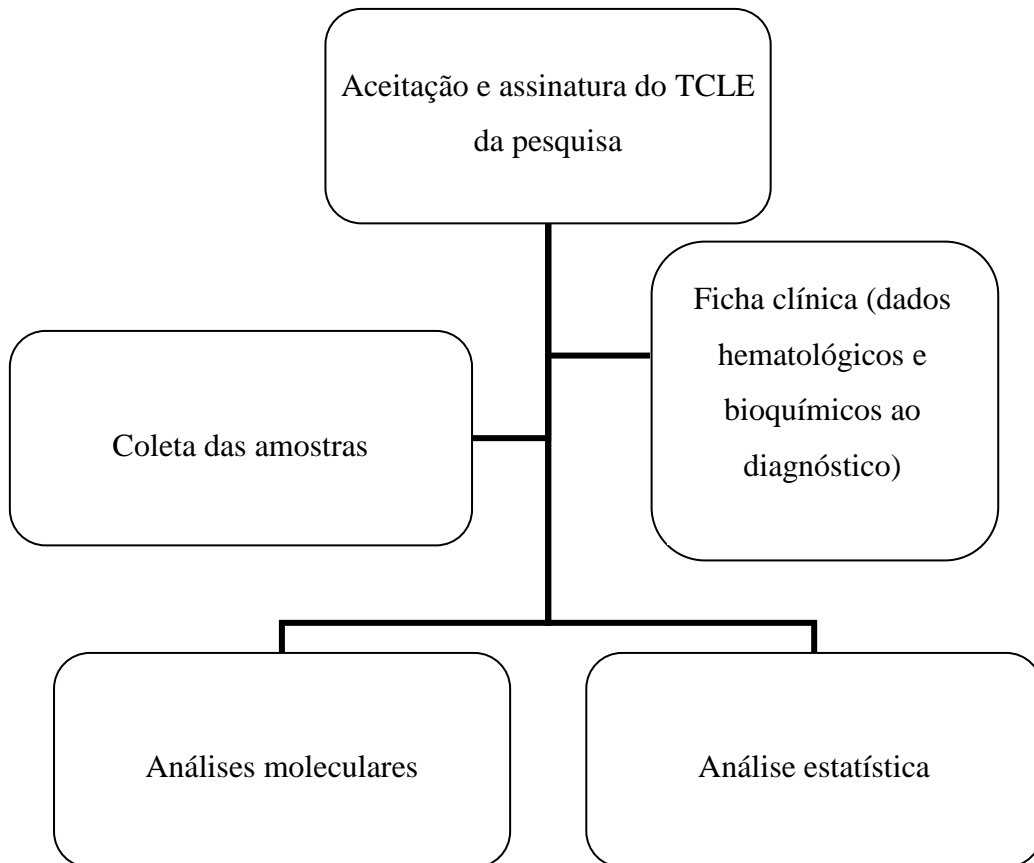 Aceitação e assinatura do TCLE
da pesquisa
Ficha clínica (dados
hematológicos e
bioquímicos ao
diagnóstico)
Coleta das amostras
Análises moleculares
Análise estatística